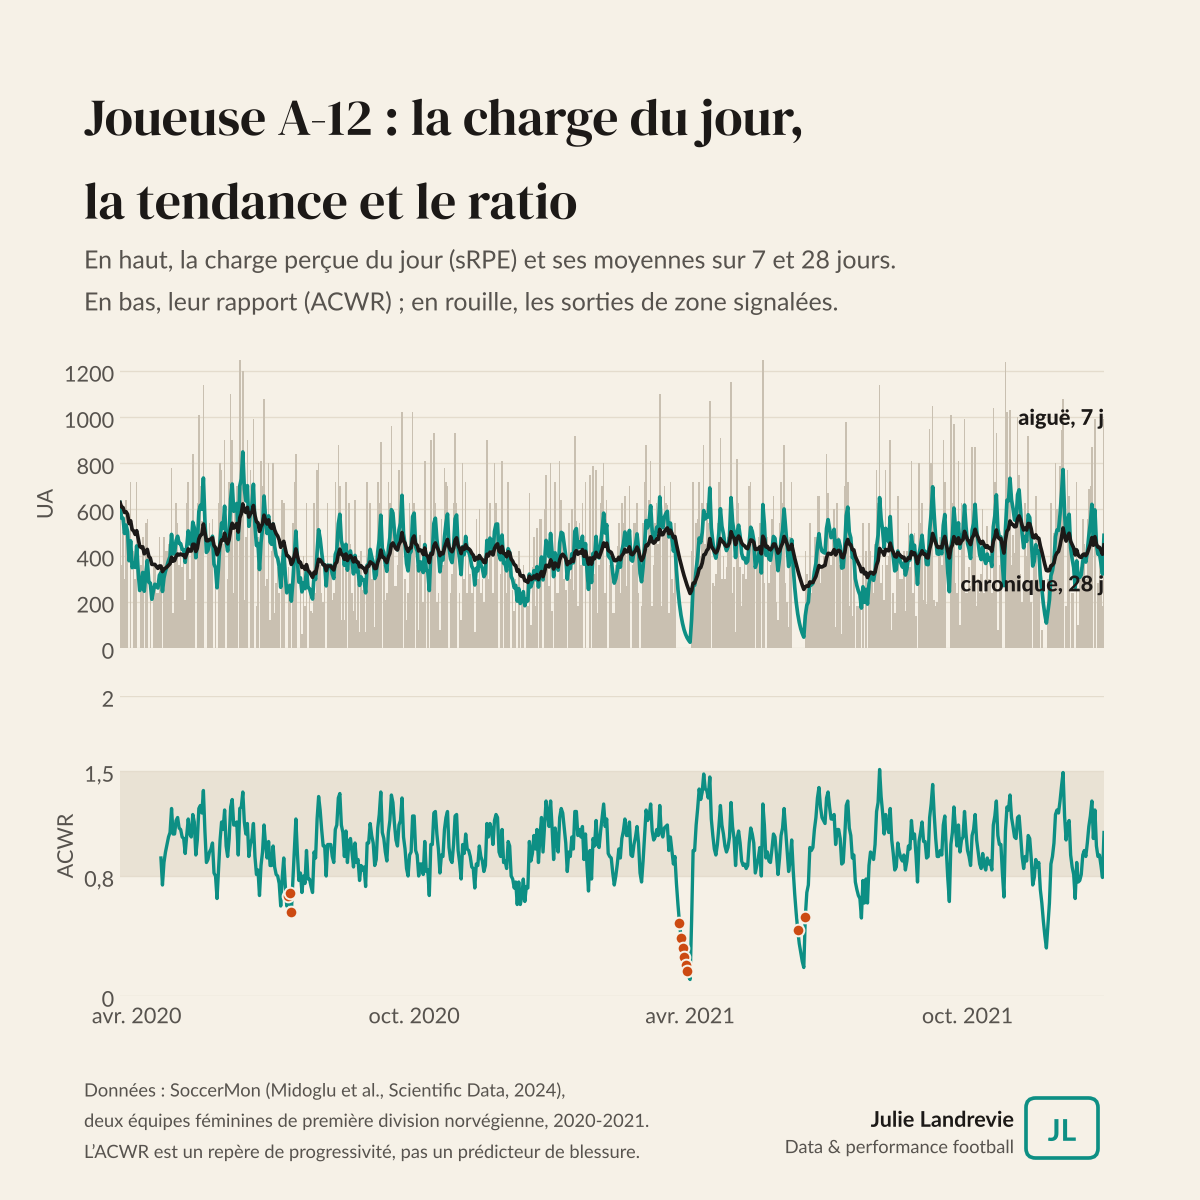 Joueuse A-12 : la charge du jour,
la tendance et le ratio
En haut, la charge perçue du jour (sRPE) et ses moyennes sur 7 et 28 jours.
En bas, leur rapport (ACWR) ; en rouille, les sorties de zone signalées.
1200
1000
800
600
400
200
0
UA
aiguë, 7 j
chronique, 28 j
2
1,5
0,8
0
ACWR
avr. 2020
oct. 2020
avr. 2021
oct. 2021
Données : SoccerMon (Midoglu et al., Scientific Data, 2024),
deux équipes féminines de première division norvégienne, 2020-2021.
L’ACWR est un repère de progressivité, pas un prédicteur de blessure.
Julie Landrevie
Data & performance football
JL